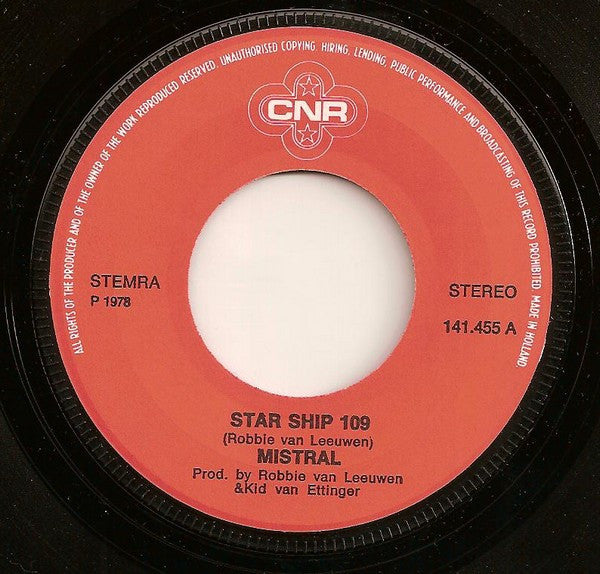 ALL RIGHTS OF THE PRODUCER AND OF THE OWNER OF THE WORK REPRODUCED RESERVED. UNAUTHORISED COPYING, HIRING, LENDING, PUBLIC PERFORMANCE AND BROADCASTING OF THIS RECORD PROHIBITED. MADE IN HOLLAND.
CNR
STEMRA
P 1978
STEREO
141.455 A
STAR SHIP 109
(Robbie van Leeuwen)
MISTRAL
Prod. by Robbie van Leeuwen
&Kid van Ettinger